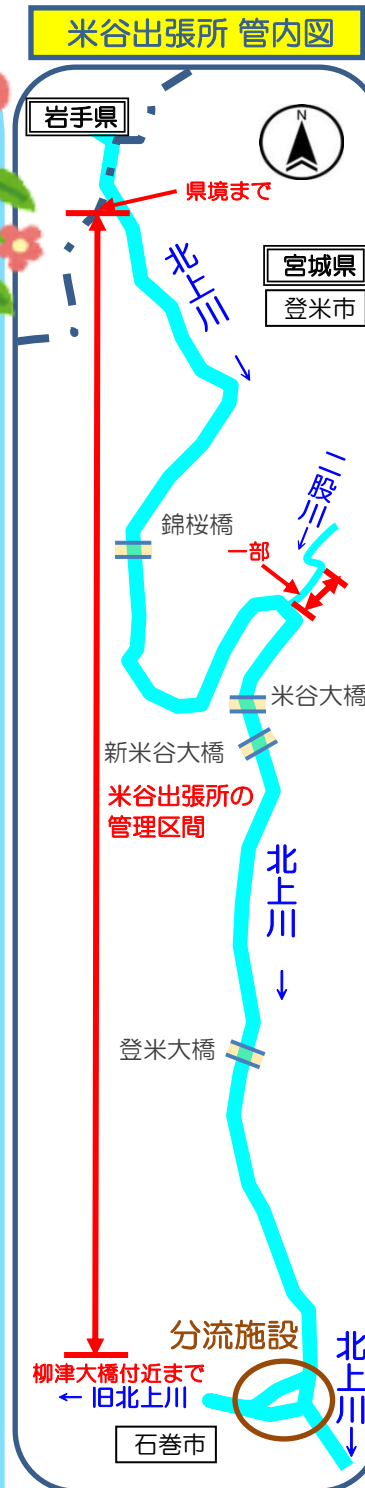 米谷出張所 管内図
岩手県
N
県境まで
北上川
→
宮城県
登米市
二股川
→
錦桜橋
一部
米谷大橋
新米谷大橋
米谷出張所の
管理区間
北上川
→
登米大橋
分流施設
柳津大橋付近まで
← 旧北上川
北上川
→
石巻市